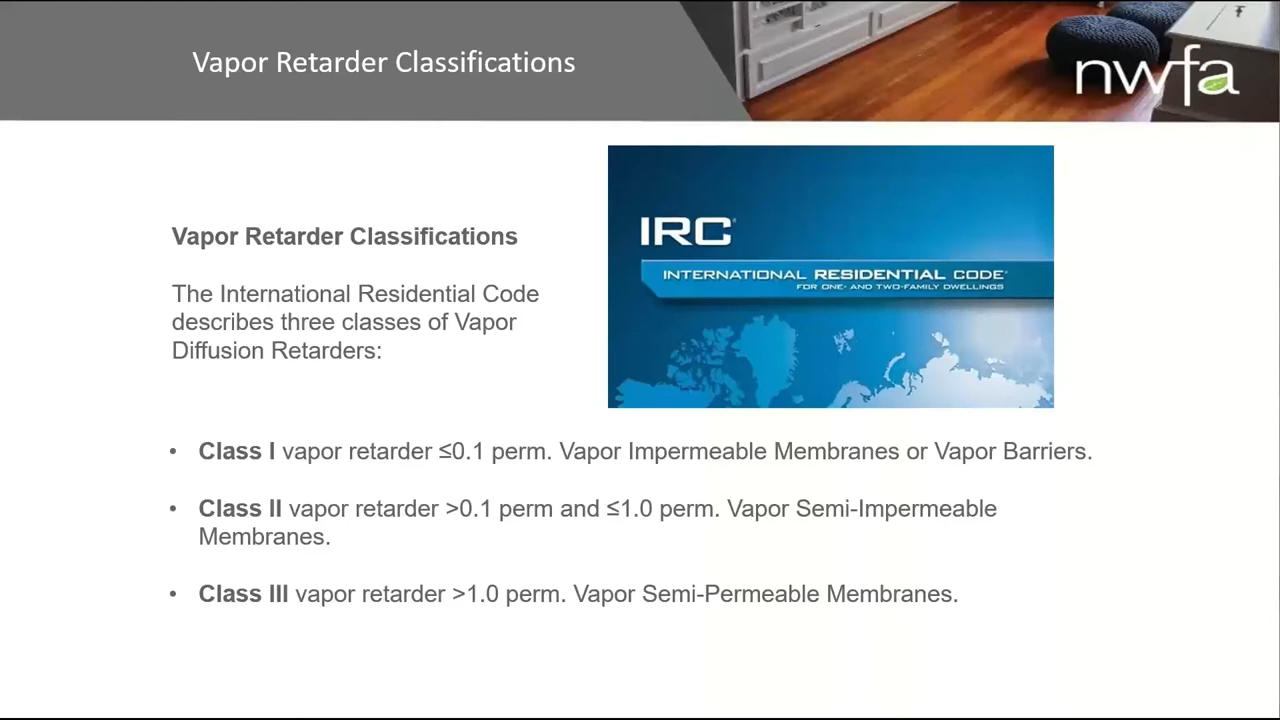 Vapor Retarder Classifications
nwfa
IRC®
INTERNATIONAL RESIDENTIAL CODE®
FOR ONE- AND TWO-FAMILY DWELLINGS
Vapor Retarder Classifications
The International Residential Code
describes three classes of Vapor
Diffusion Retarders:
• Class I vapor retarder ≤0.1 perm. Vapor Impermeable Membranes or Vapor Barriers.
• Class II vapor retarder >0.1 perm and ≤1.0 perm. Vapor Semi-Impermeable
Membranes.
• Class III vapor retarder >1.0 perm. Vapor Semi-Permeable Membranes.